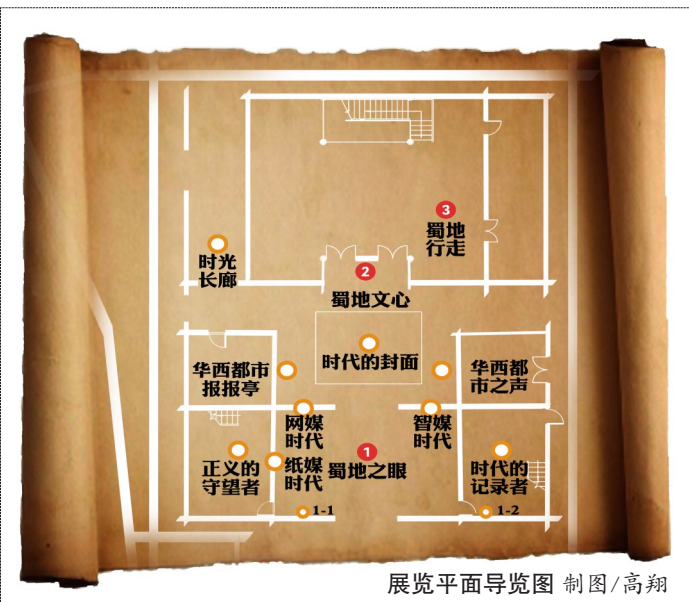 3
蜀地
行走
时光
长廊
2
蜀地文心
时代的封面
华西都市
报报亭
华西都
市之声
网媒
时代
智媒
时代
1
蜀地之眼
正义的
守望者
纸媒
时代
时代的
记录者
1-1
1-2
展览平面导览图 制图/高翔